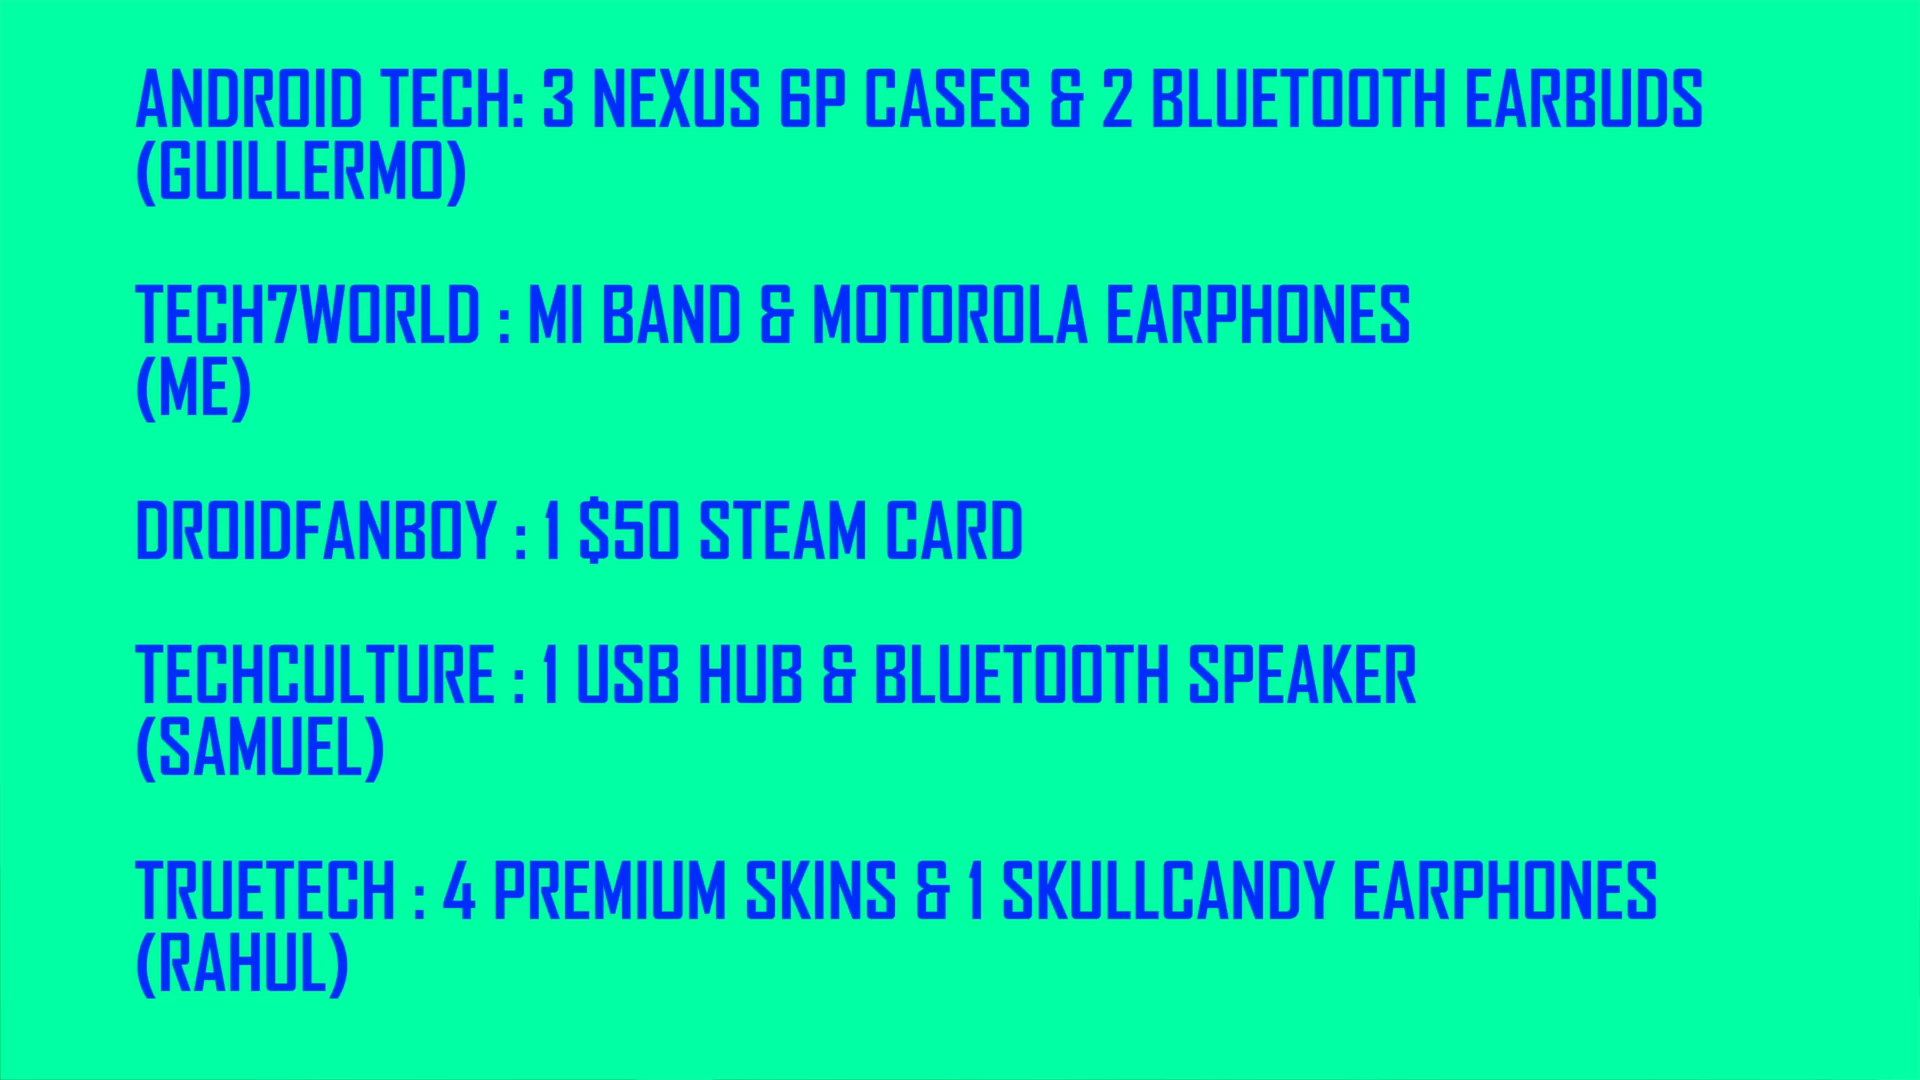 ANDROID TECH: 3 NEXUS 6P CASES & 2 BLUETOOTH EARBUDS
(GUILLERMO)
TECH7WORLD : MI BAND & MOTOROLA EARPHONES
(ME)
DROIDFANBOY : 1 $50 STEAM CARD
TECHCULTURE : 1 USB HUB & BLUETOOTH SPEAKER
(SAMUEL)
TRUETECH : 4 PREMIUM SKINS & 1 SKULLCANDY EARPHONES
(RAHUL)